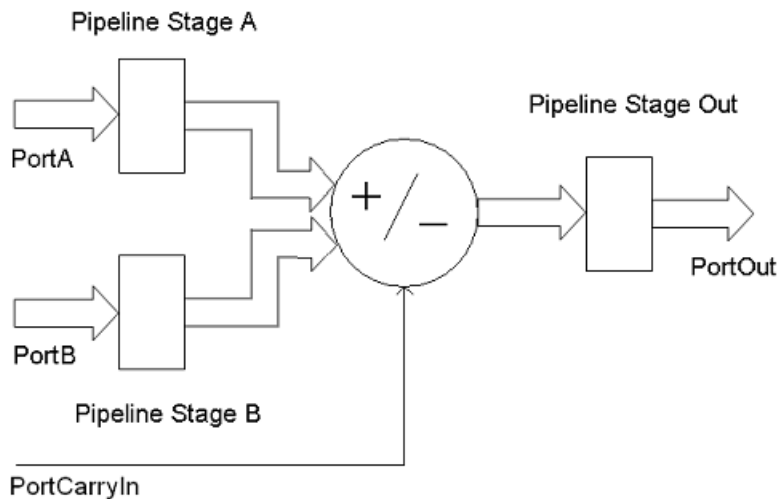 Pipeline Stage A
Pipeline Stage Out
PortA
+ / -
PortOut
PortB
Pipeline Stage B
PortCarryIn